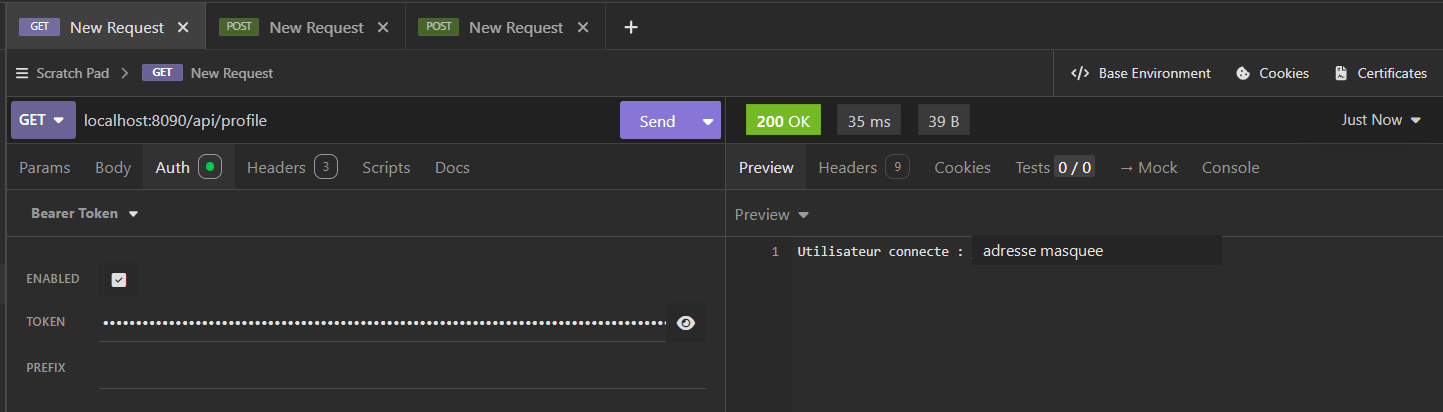 GET New Request POST New Request POST New Request
Scratch Pad GET New Request Base Environment Cookies Certificates
GET localhost:8090/api/profile Send 200 OK 35 ms 39 B Just Now
Params Body Auth Headers 3 Scripts Docs Preview Headers 9 Cookies Tests 0 / 0 → Mock Console
Bearer Token Preview
1 Utilisateur connecte : adresse masquee
ENABLED
TOKEN ••••••••••••••••••••••••••••••••••••••••••••••••••••••••••••••••••••••••••••••••••••
PREFIX